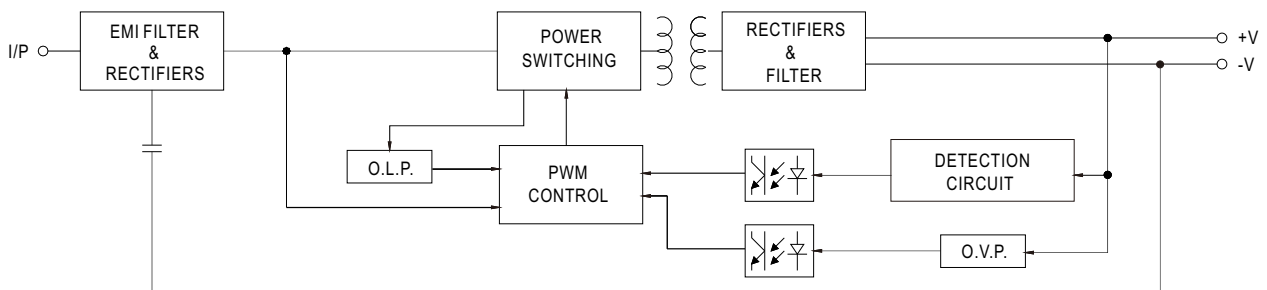 I/P
EMI FILTER
&
RECTIFIERS
POWER
SWITCHING
RECTIFIERS
&
FILTER
+V
-V
O.L.P.
PWM
CONTROL
DETECTION
CIRCUIT
O.V.P.